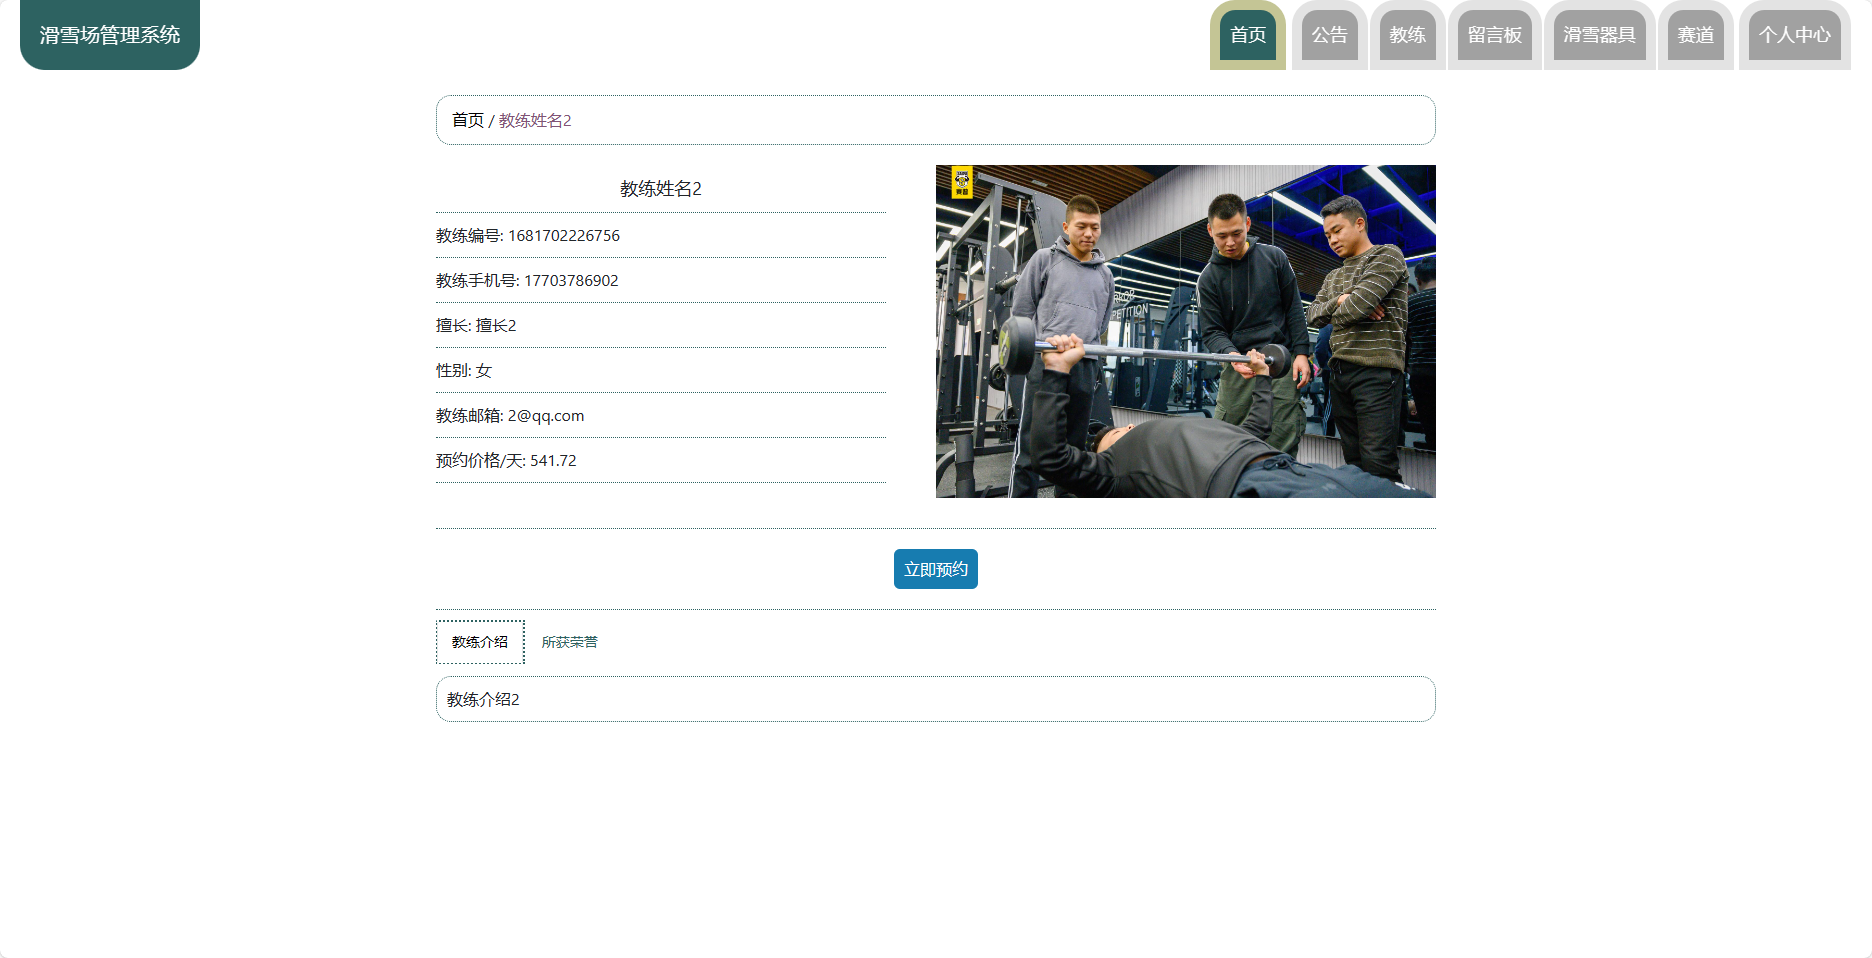 滑雪场管理系统
首页 公告 教练 留言板 滑雪器具 赛道 个人中心
首页 / 教练姓名2
教练姓名2
教练编号: 1681702226756
教练手机号: 17703786902
擅长: 擅长2
性别: 女
教练邮箱: 2@qq.com
预约价格/天: 541.72
PETITION
立即预约
教练介绍 所获荣誉
教练介绍2